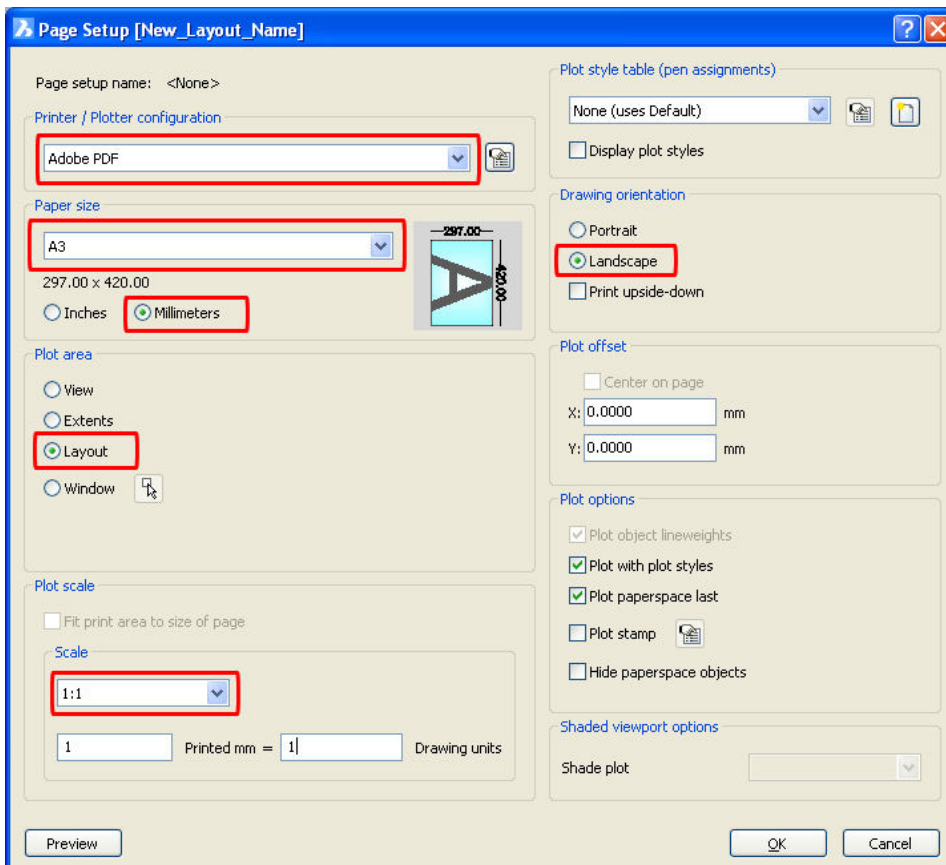 Page Setup [New_Layout_Name]
Page setup name: <None>
Printer / Plotter configuration
Adobe PDF
Paper size
A3
297.00 x 420.00
Inches
Millimeters
297.00
420.00
A
Plot area
View
Extents
Layout
Window
Plot scale
Fit print area to size of page
Scale
1:1
1 Printed mm = 1 Drawing units
Preview
Plot style table (pen assignments)
None (uses Default)
Display plot styles
Drawing orientation
Portrait
Landscape
Print upside-down
Plot offset
Center on page
X: 0.0000 mm
Y: 0.0000 mm
Plot options
Plot object lineweights
Plot with plot styles
Plot paperspace last
Plot stamp
Hide paperspace objects
Shaded viewport options
Shade plot
OK
Cancel